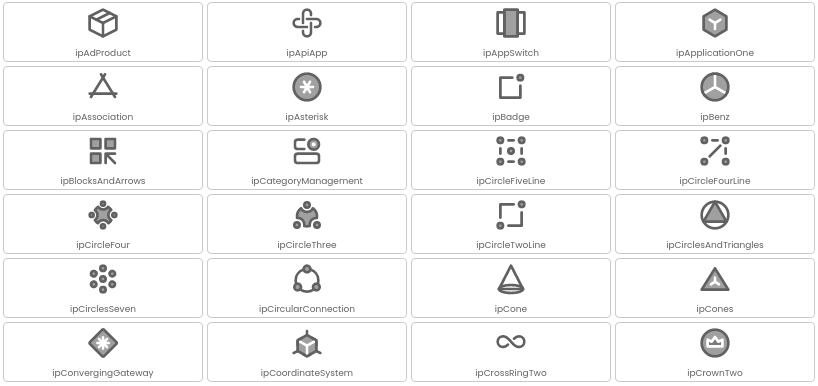 ipAdProduct
ipApiApp
ipAppSwitch
ipApplicationOne
ipAssociation
ipAsterisk
ipBadge
ipBenz
ipBlocksAndArrows
ipCategoryManagement
ipCircleFiveLine
ipCircleFourLine
ipCircleFour
ipCircleThree
ipCircleTwoLine
ipCirclesAndTriangles
ipCirclesSeven
ipCircularConnection
ipCone
ipCones
ipConvergingGateway
ipCoordinateSystem
ipCrossRingTwo
ipCrownTwo